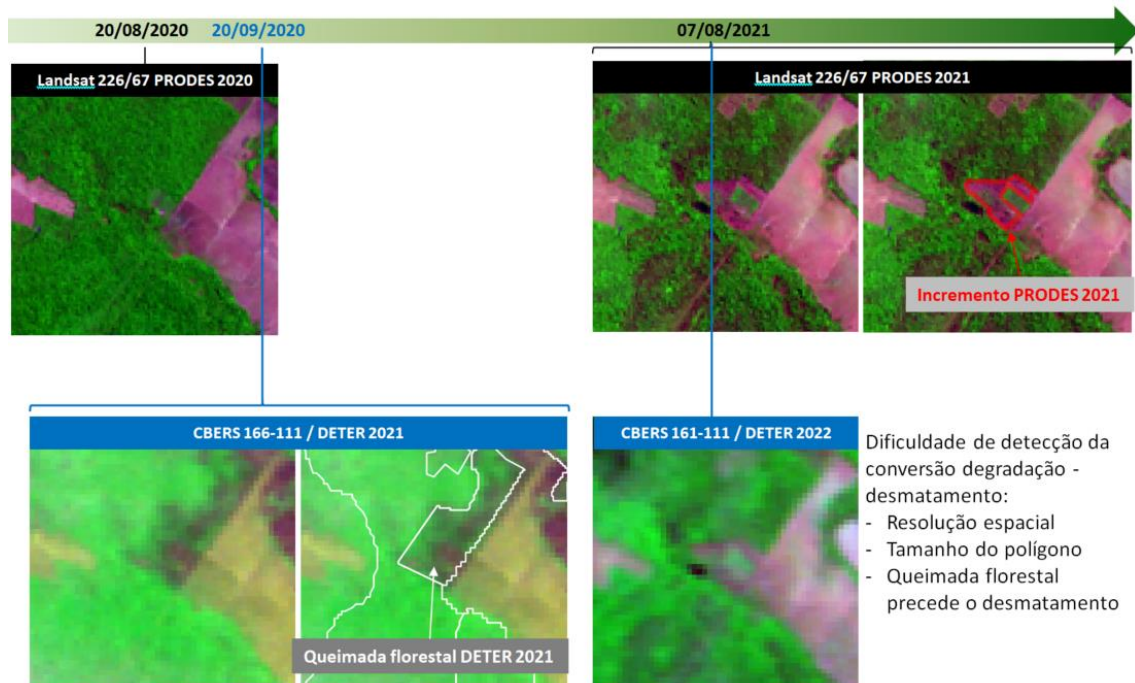 20/08/2020
20/09/2020
07/08/2021
Landsat 226/67 PRODES 2020
Landsat 226/67 PRODES 2021
Incremento PRODES 2021
CBERS 166-111 / DETER 2021
CBERS 161-111 / DETER 2022
Queimada florestal DETER 2021
Dificuldade de detecção da
conversão degradação -
desmatamento:
- Resolução espacial
- Tamanho do polígono
- Queimada florestal
precede o desmatamento